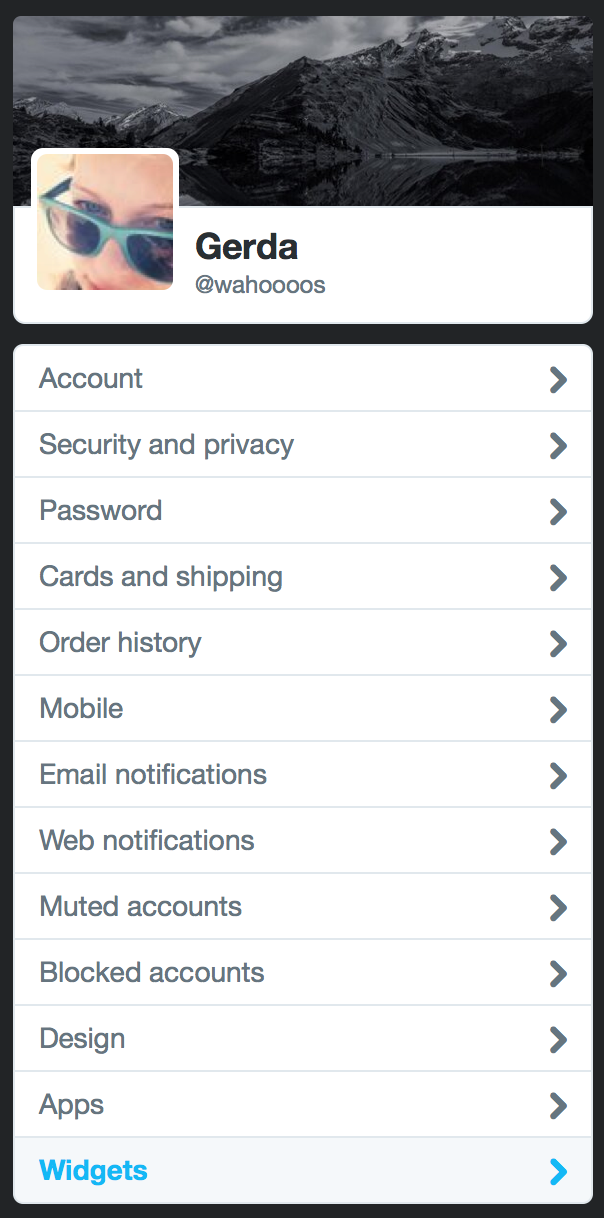 Gerda
@wahoooos
Account
Security and privacy
Password
Cards and shipping
Order history
Mobile
Email notifications
Web notifications
Muted accounts
Blocked accounts
Design
Apps
Widgets